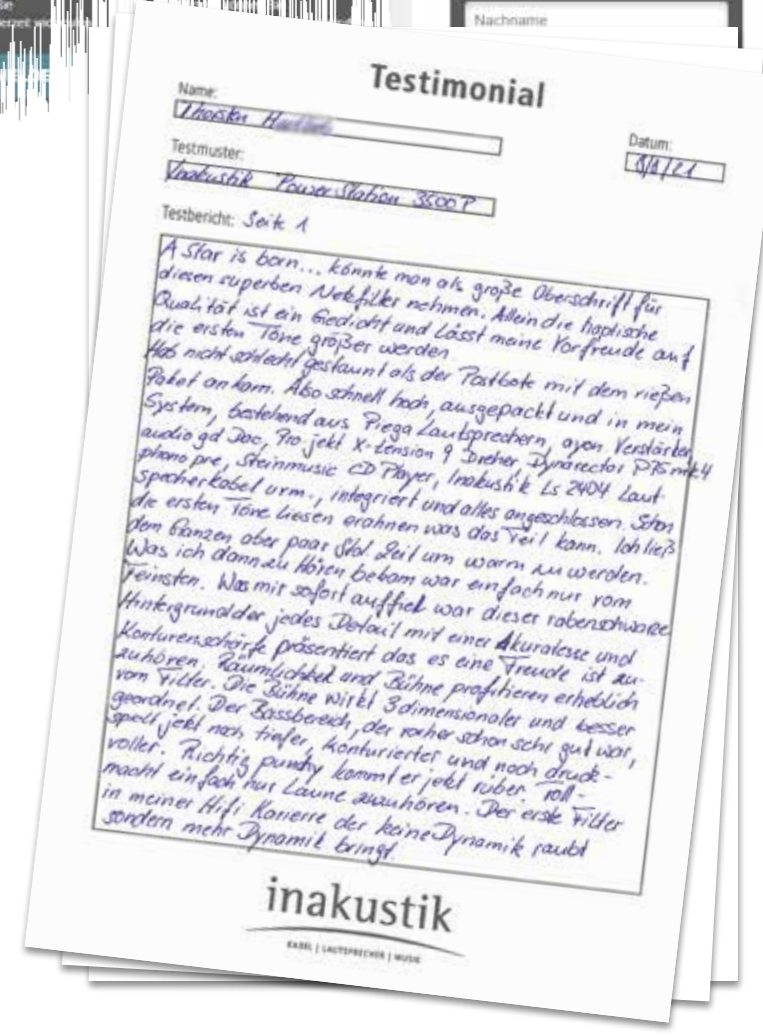 Nachname
Testimonial
Name:
Thorsten
Datum:
8/8/21
Testmuster:
Inakustik PowerStation 3500P
Testbericht: Seite 1
A Star is born... könnte man als große Überschrift für
diesen superben Netzfilter nehmen. Allein die haptische
Qualität ist ein Gedicht und Lässt meine Vorfreude auf
die ersten Töne größer werden.
Hab nicht schlecht gestaunt als der Postbote mit dem rießen
Paket an kam. Also schnell hoch, ausgepackt und in mein
System, bestehend aus Piega Lautsprechern, ayon Verstärker,
audio gd Dac, Pro jekt X-tension 9 Dreher, Dynavector P75 mk4
phono pre, Steinmusic CD Player, Inakustik Ls 2404 Laut-
sprecherkabel uvm., integriert und alles angeschlossen. Schon
die ersten Töne liesen erahnen was das Teil kann. Ich ließ
dem Ganzen aber paar Std. Zeit um warm zu werden.
Was ich dann zu Hören bekam war einfach nur vom
Feinsten. Was mir sofort auffiel war dieser rabenschwarze
Hintergrund der jedes Detail mit einer Akuratesse und
Konturenschärfe präsentiert das es eine Freude ist zu-
zuhören. Räumlichkeit und Bühne profitieren erheblich
vom Filter. Die Bühne wirkt 3dimensionaler und besser
geordnet. Der Bassbereich, der vorher schon sehr gut war,
spielt jetzt noch tiefer, konturierter und noch druck-
voller. Richtig punchy kommt er jetzt rüber. Toll-
macht einfach nur Laune zuzuhören. Der erste Filter
in meiner Hifi Karierre der keine Dynamik raubt
sondern mehr Dynamik bringt.
inakustik
KABEL | LAUTSPRECHER | MUSIK